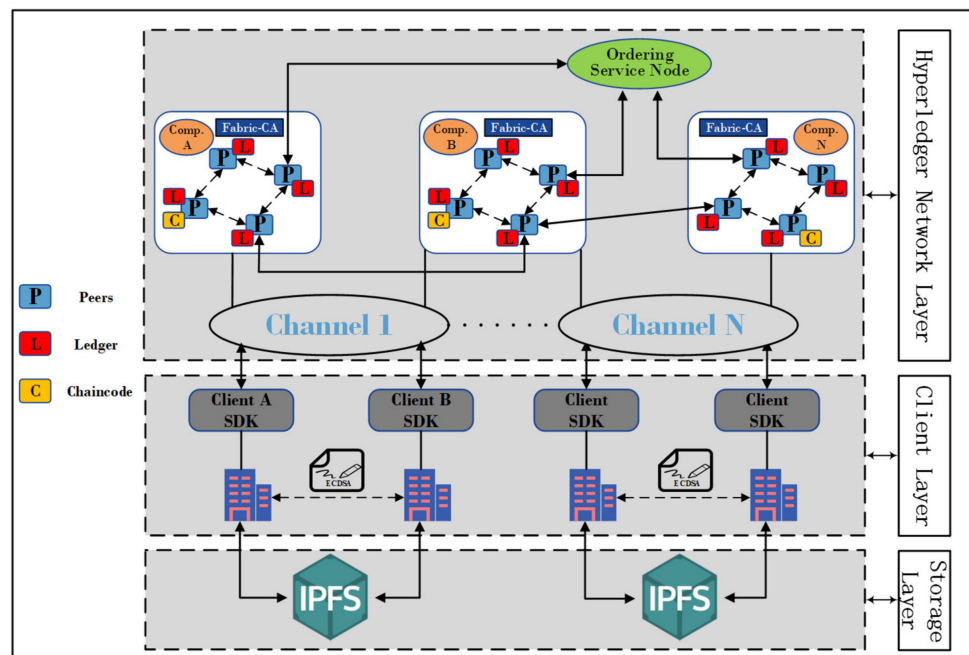 Ordering
Service Node
Comp.
A
Fabric-CA
P
L
P
L
L
P
C
P
L
Comp.
B
Fabric-CA
P
L
P
L
L
P
C
P
L
Fabric-CA
Comp.
N
P
L
P
L
P
L
P
L
C
Channel 1
. . . . . . .
Channel N
P
Peers
L
Ledger
C
Chaincode
Client A
SDK
Client B
SDK
Client
SDK
Client
SDK
ECDSA
ECDSA
IPFS
IPFS
Hyperledger Network Layer
Client Layer
Storage
Layer